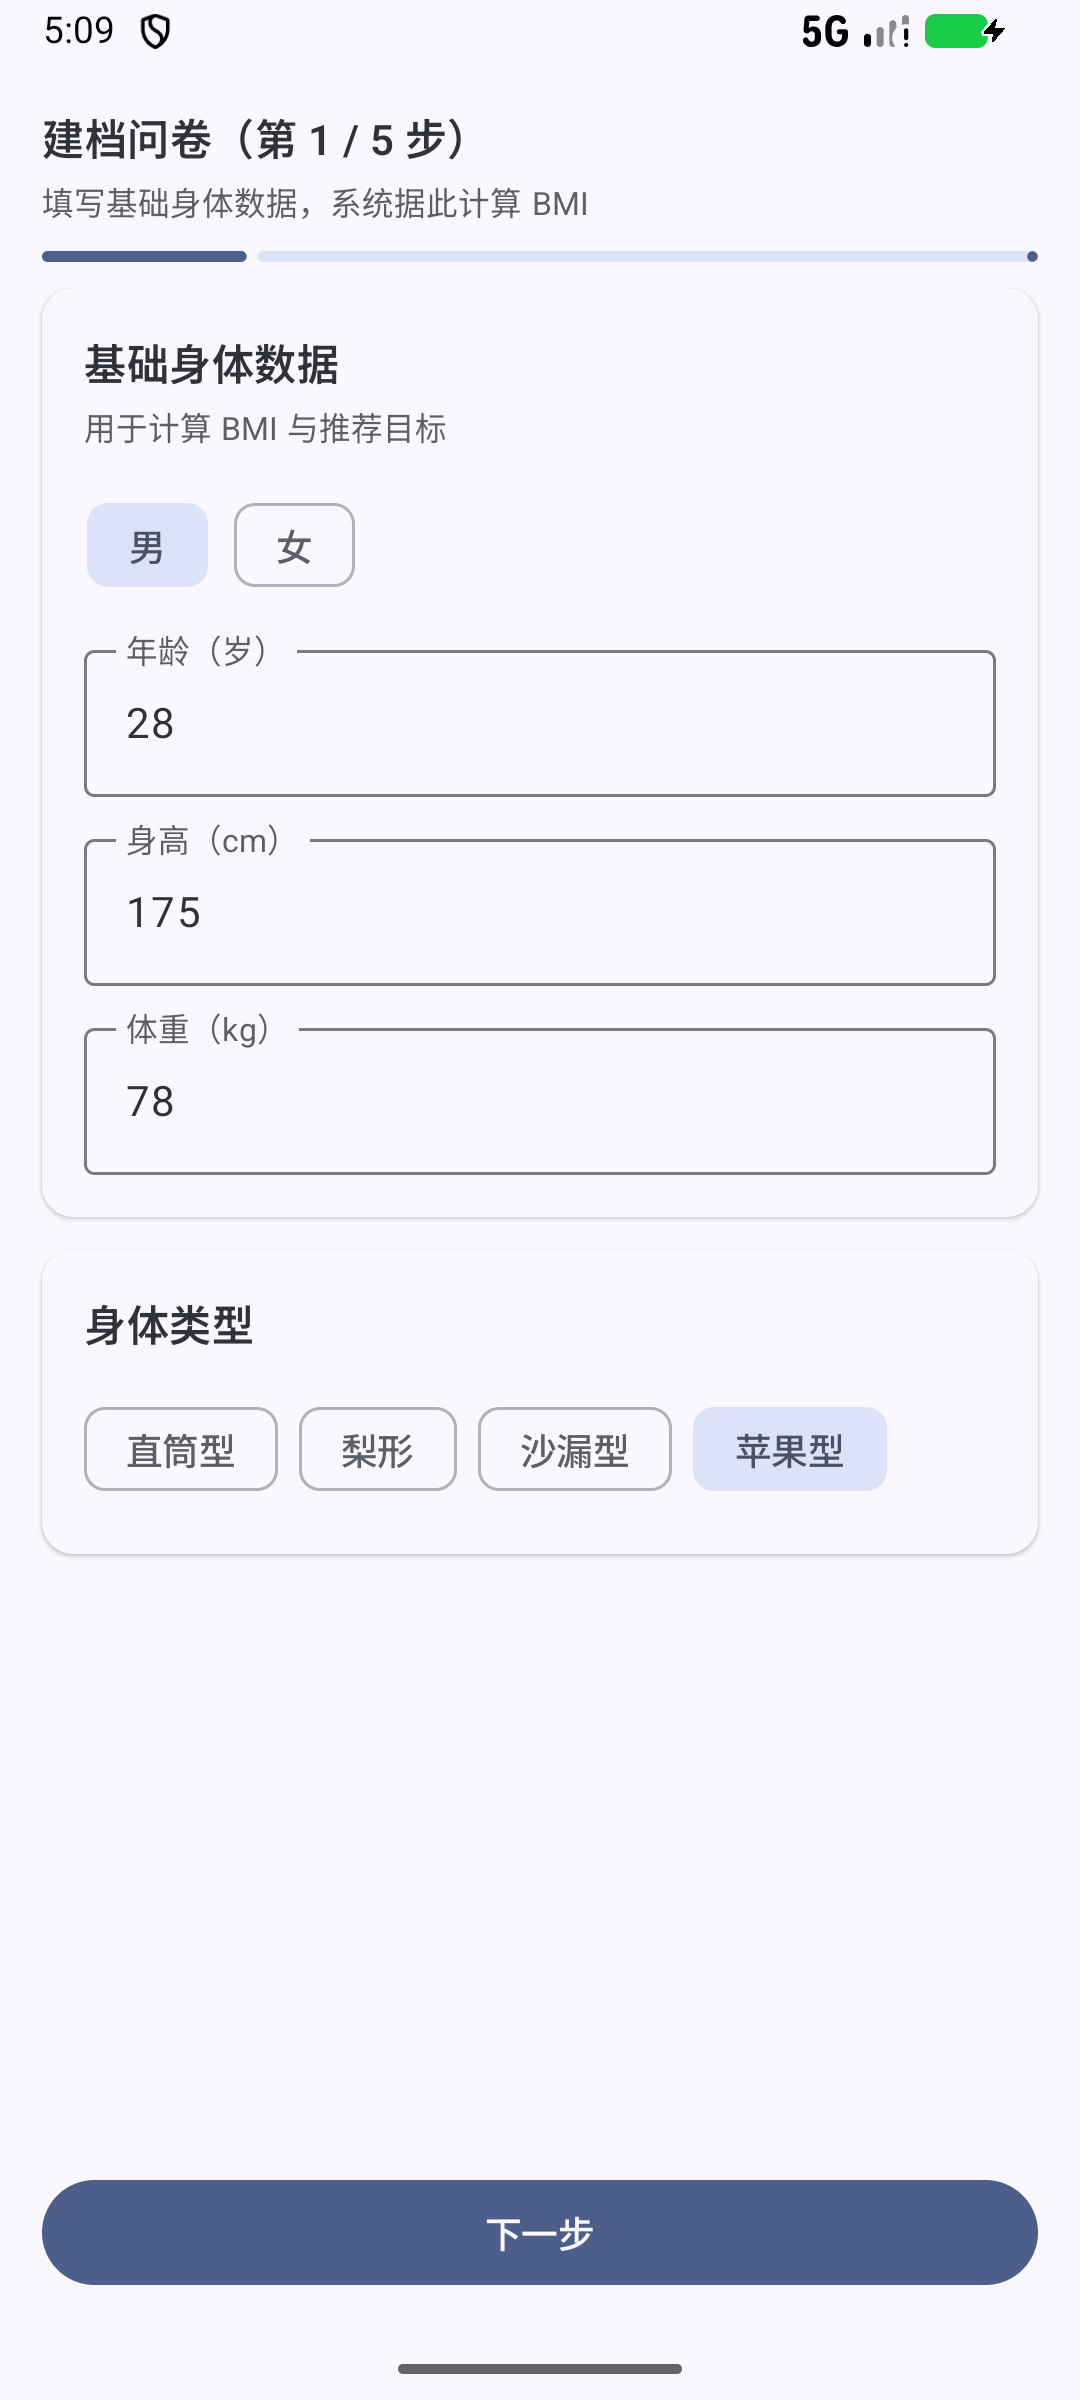 5:09 5G
建档问卷（第 1 / 5 步）
填写基础身体数据，系统据此计算 BMI
基础身体数据
用于计算 BMI 与推荐目标
男 女
年龄（岁）
28
身高（cm）
175
体重（kg）
78
身体类型
直筒型 梨形 沙漏型 苹果型
下一步